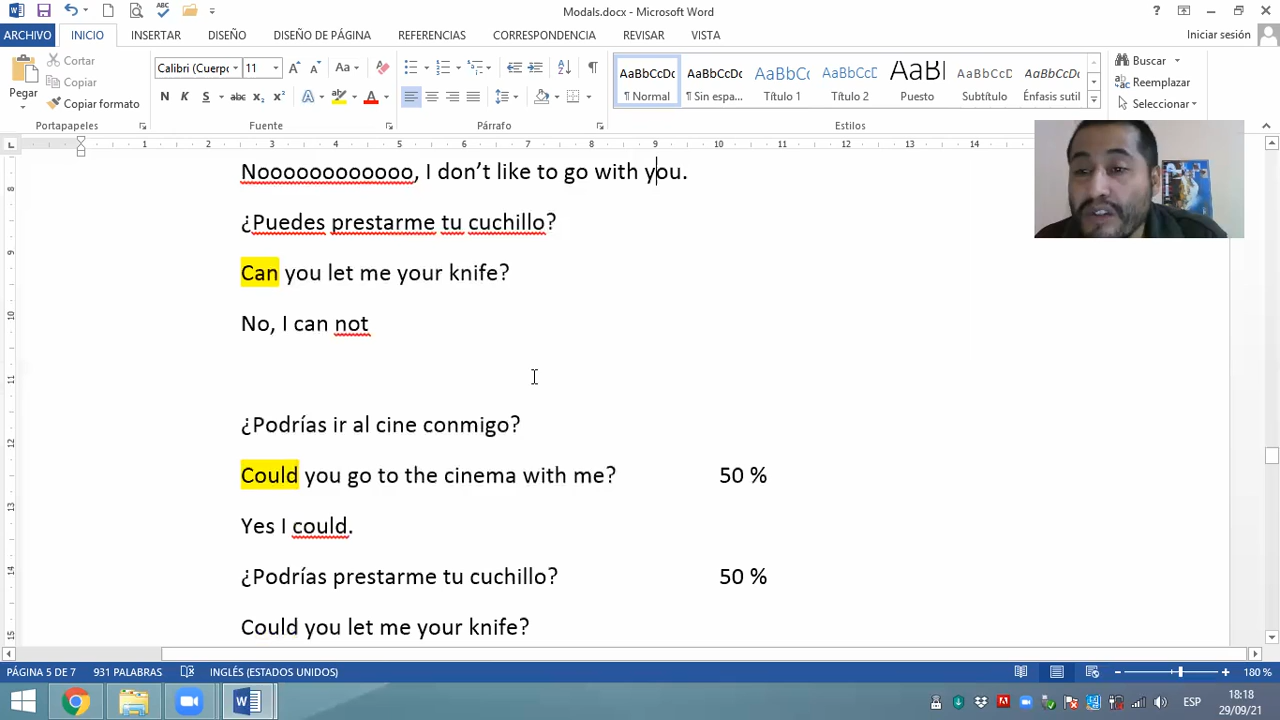 Modals.docx - Microsoft Word
ARCHIVO INICIO INSERTAR DISEÑO DISEÑO DE PÁGINA REFERENCIAS CORRESPONDENCIA REVISAR VISTA Iniciar sesión
Pegar
Cortar
Copiar
Copiar formato
Portapapeles
Calibri (Cuerpo 11
Fuente
Párrafo
AaBbCcDc AaBbCcDc AaBbC AaBbCc AaBl AaBbCcD AaBbCcDc
¶ Normal ¶ Sin espa... Título 1 Título 2 Puesto Subtítulo Énfasis sutil
Estilos
Buscar
Reemplazar
Seleccionar
Nooooooooooooo, I don't like to go with you.
¿Puedes prestarme tu cuchillo?
Can you let me your knife?
No, I can not
¿Podrías ir al cine conmigo?
Could you go to the cinema with me? 50 %
Yes I could.
¿Podrías prestarme tu cuchillo? 50 %
Could you let me your knife?
PÁGINA 5 DE 7 931 PALABRAS INGLÉS (ESTADOS UNIDOS) 180 %
ESP 18:18
29/09/21